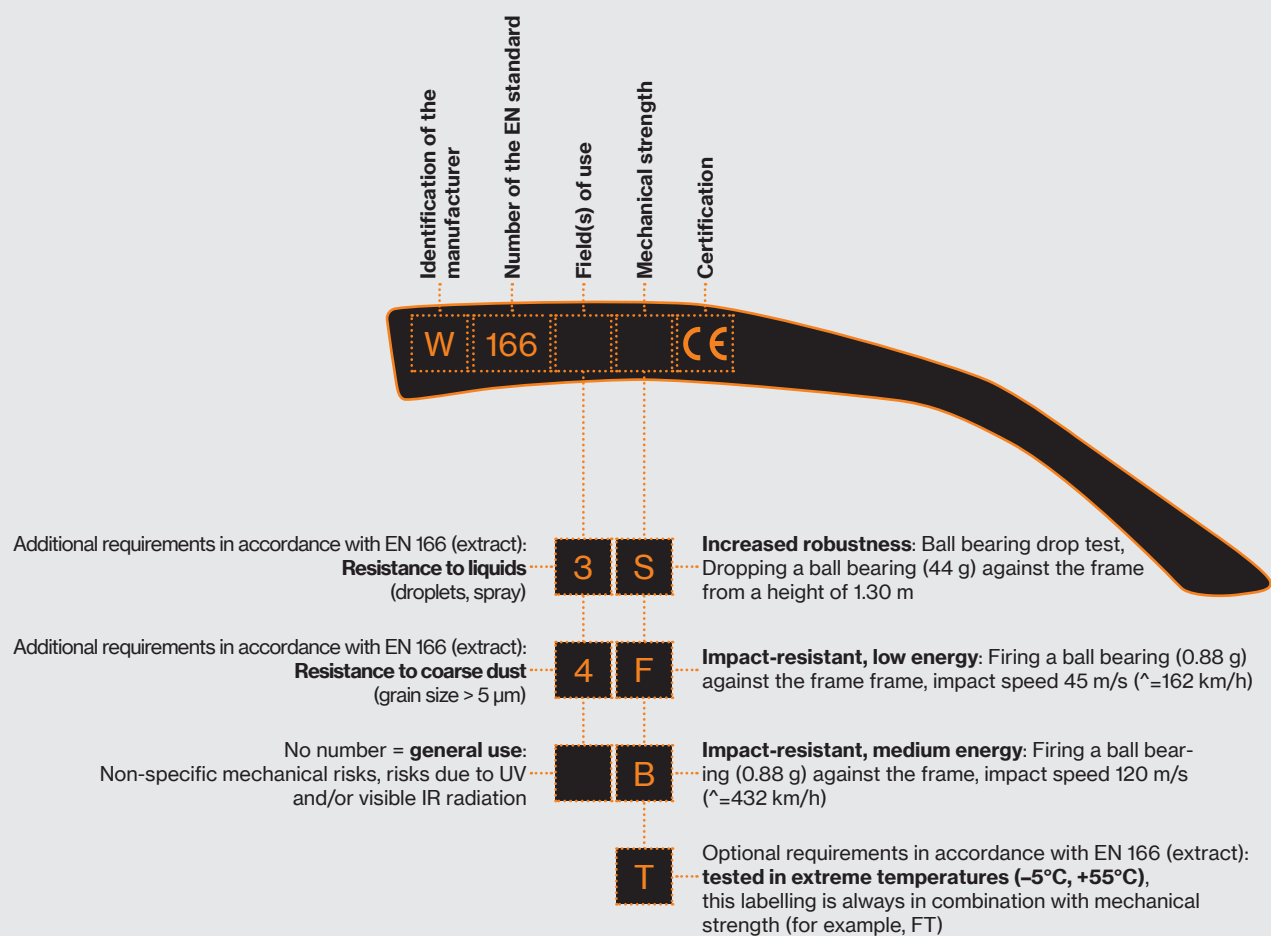 Identification of the
manufacturer
Number of the EN standard
Field(s) of use
Mechanical strength
Certification
W 166 CE
Additional requirements in accordance with EN 166 (extract):
Resistance to liquids
(droplets, spray)
3 S
Increased robustness: Ball bearing drop test,
Dropping a ball bearing (44 g) against the frame
from a height of 1.30 m
Additional requirements in accordance with EN 166 (extract):
Resistance to coarse dust
(grain size > 5 µm)
4 F
Impact-resistant, low energy: Firing a ball bearing (0.88 g)
against the frame frame, impact speed 45 m/s (^=162 km/h)
No number = general use:
Non-specific mechanical risks, risks due to UV
and/or visible IR radiation
B
Impact-resistant, medium energy: Firing a ball bear-
ing (0.88 g) against the frame, impact speed 120 m/s
(^=432 km/h)
T
Optional requirements in accordance with EN 166 (extract):
tested in extreme temperatures (–5°C, +55°C),
this labelling is always in combination with mechanical
strength (for example, FT)